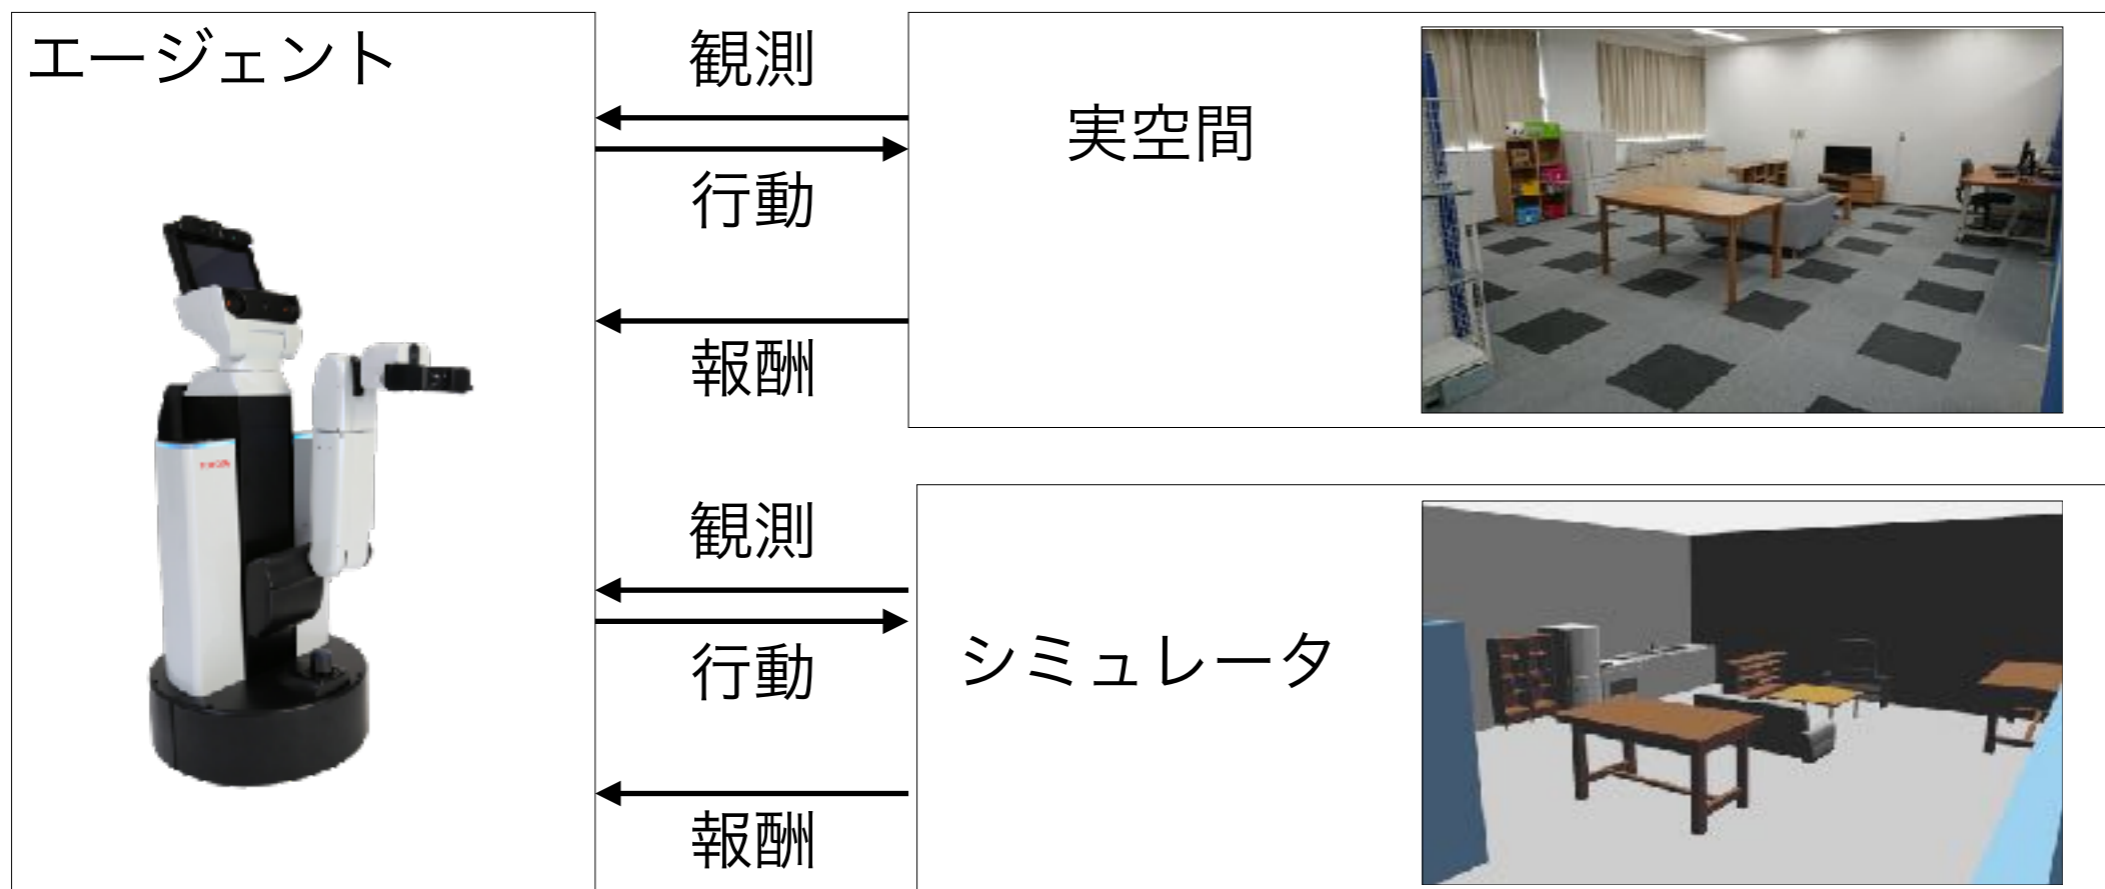 エージェント
観測
行動
報酬
実空間
観測
行動
報酬
シミュレータ